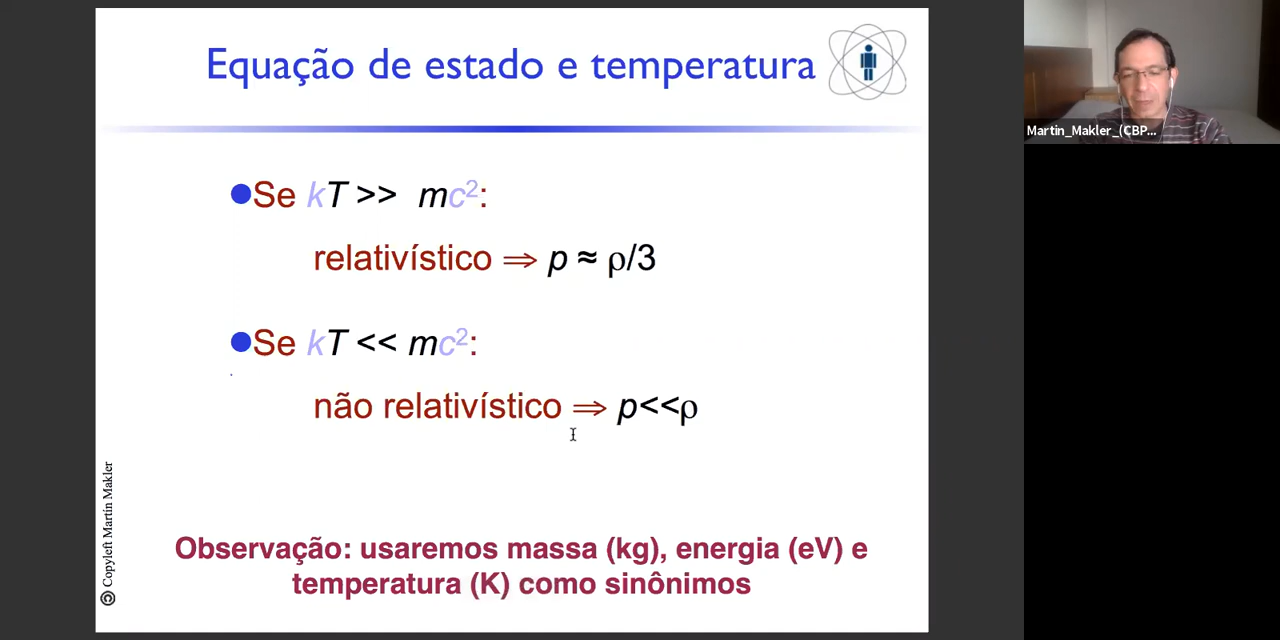 Equação de estado e temperatura
Se kT >> mc²:
relativístico ⇒ p ≈ ρ/3
Se kT << mc²:
não relativístico ⇒ p<<ρ
Observação: usaremos massa (kg), energia (eV) e
temperatura (K) como sinônimos
© Copyleft Martin Makler
Martin_Makler_(CBP...